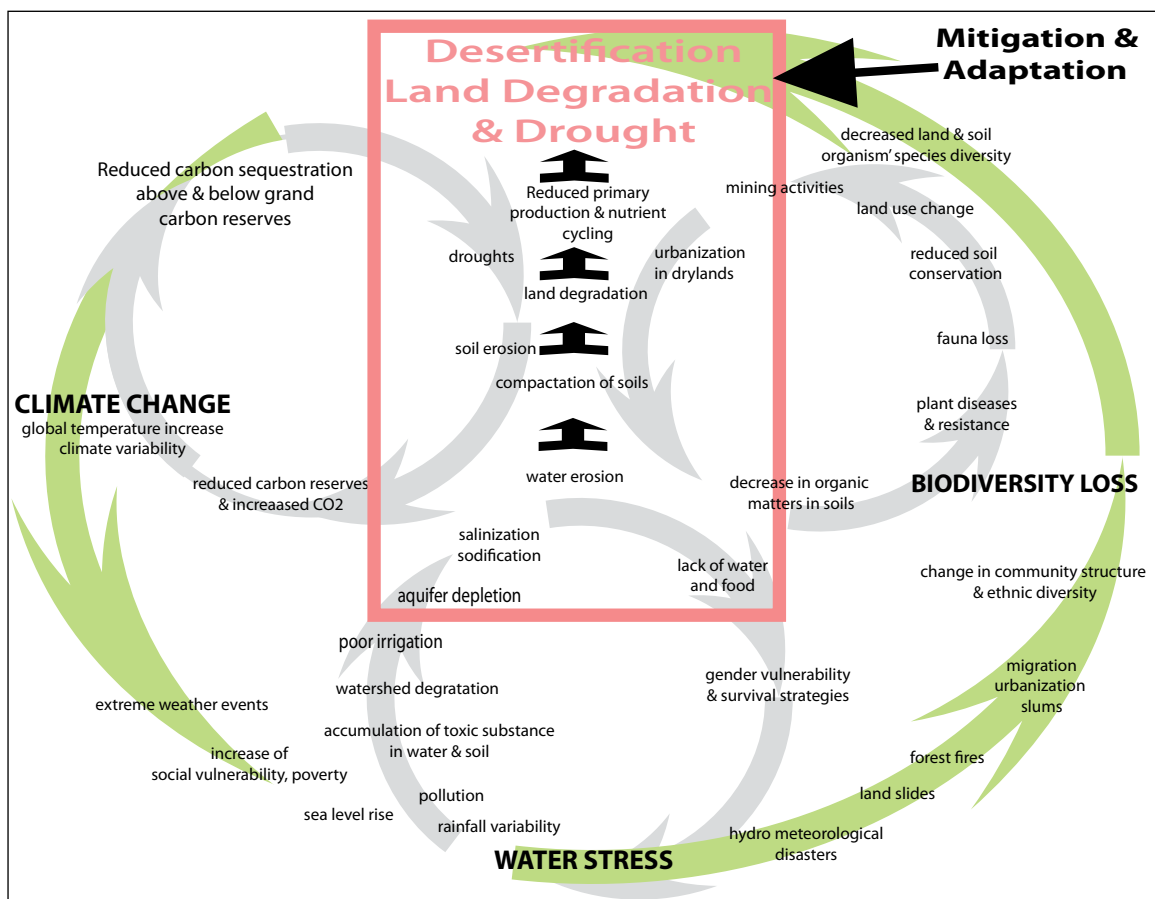 Desertification
Land Degradation
& Drought
Mitigation &
Adaptation
decreased land & soil
organism' species diversity
mining activities
land use change
Reduced carbon sequestration
above & below grand
carbon reserves
Reduced primary
production & nutrient
cycling
droughts
urbanization
in drylands
reduced soil
conservation
land degradation
soil erosion
fauna loss
compactation of soils
CLIMATE CHANGE
global temperature increase
climate variability
plant diseases
& resistance
water erosion
reduced carbon reserves
& increaased CO2
decrease in organic
matters in soils
BIODIVERSITY LOSS
salinization
sodification
lack of water
and food
change in community structure
& ethnic diversity
aquifer depletion
poor irrigation
gender vulnerability
& survival strategies
migration
urbanization
slums
watershed degratation
extreme weather events
accumulation of toxic substance
in water & soil
increase of
social vulnerability, poverty
forest fires
land slides
pollution
sea level rise
rainfall variability
hydro meteorological
disasters
WATER STRESS